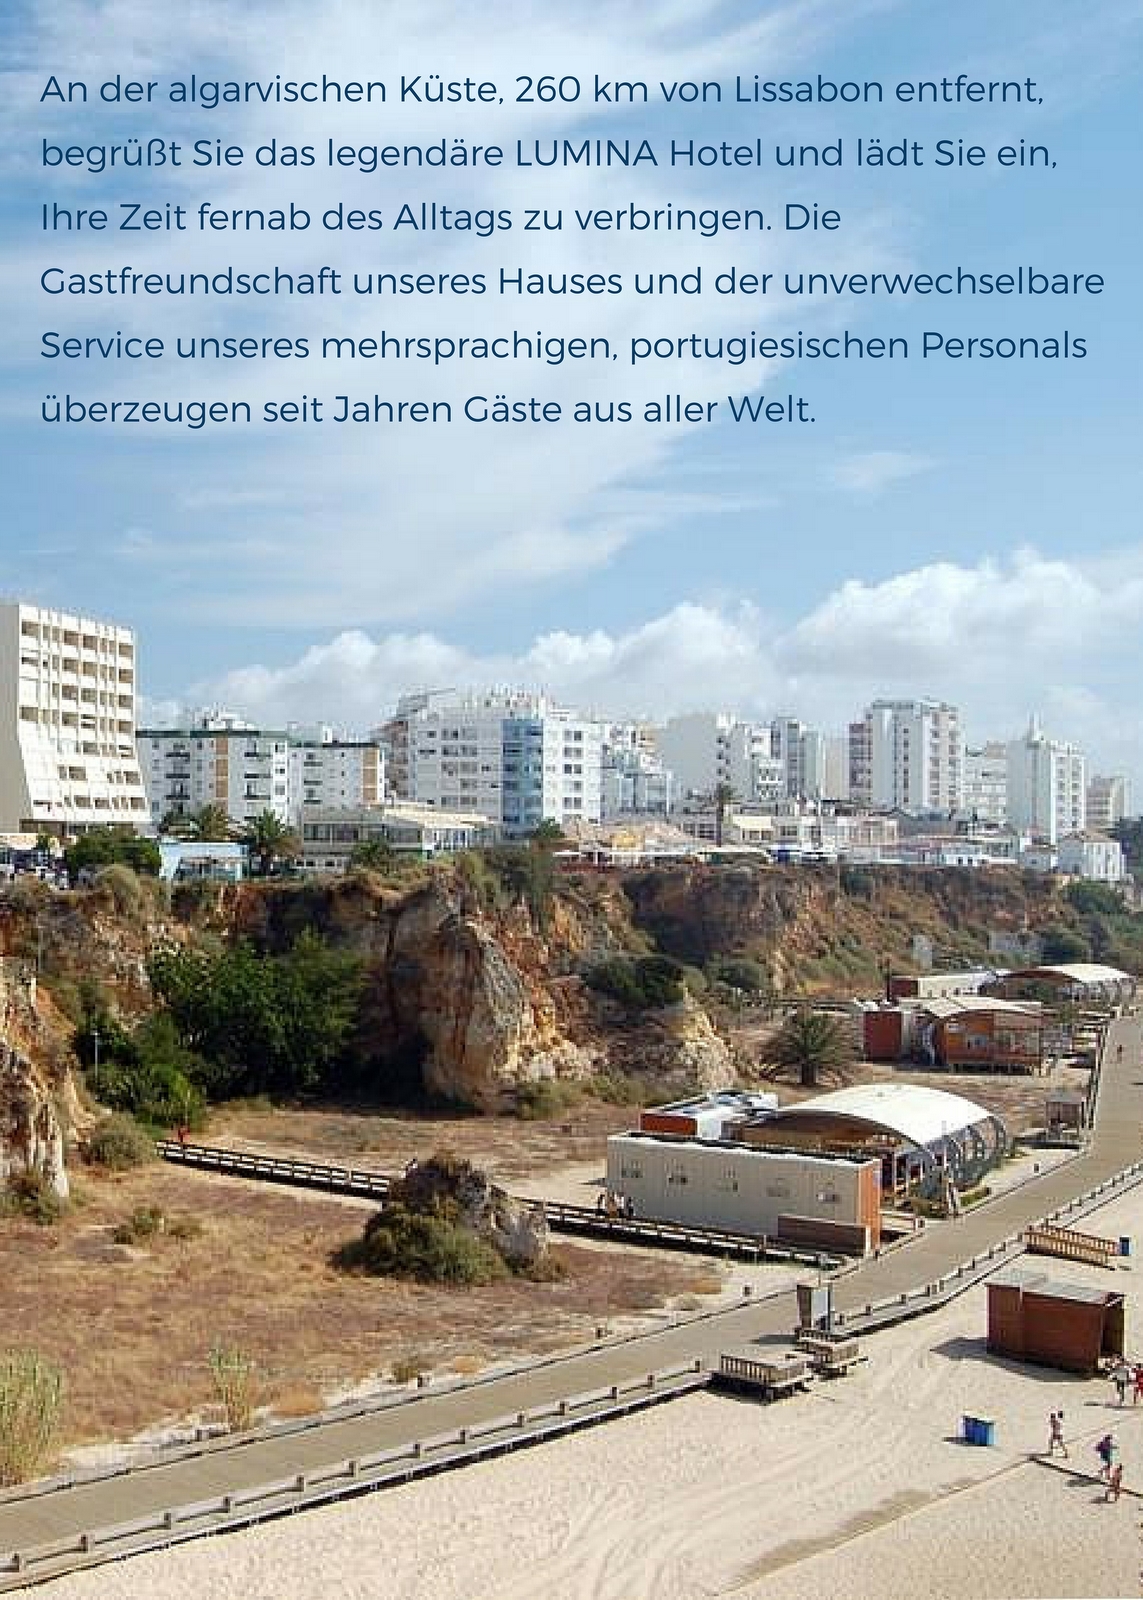 An der algarvischen Küste, 260 km von Lissabon entfernt,
begrüßt Sie das legendäre LUMINA Hotel und lädt Sie ein,
Ihre Zeit fernab des Alltags zu verbringen. Die
Gastfreundschaft unseres Hauses und der unverwechselbare
Service unseres mehrsprachigen, portugiesischen Personals
überzeugen seit Jahren Gäste aus aller Welt.